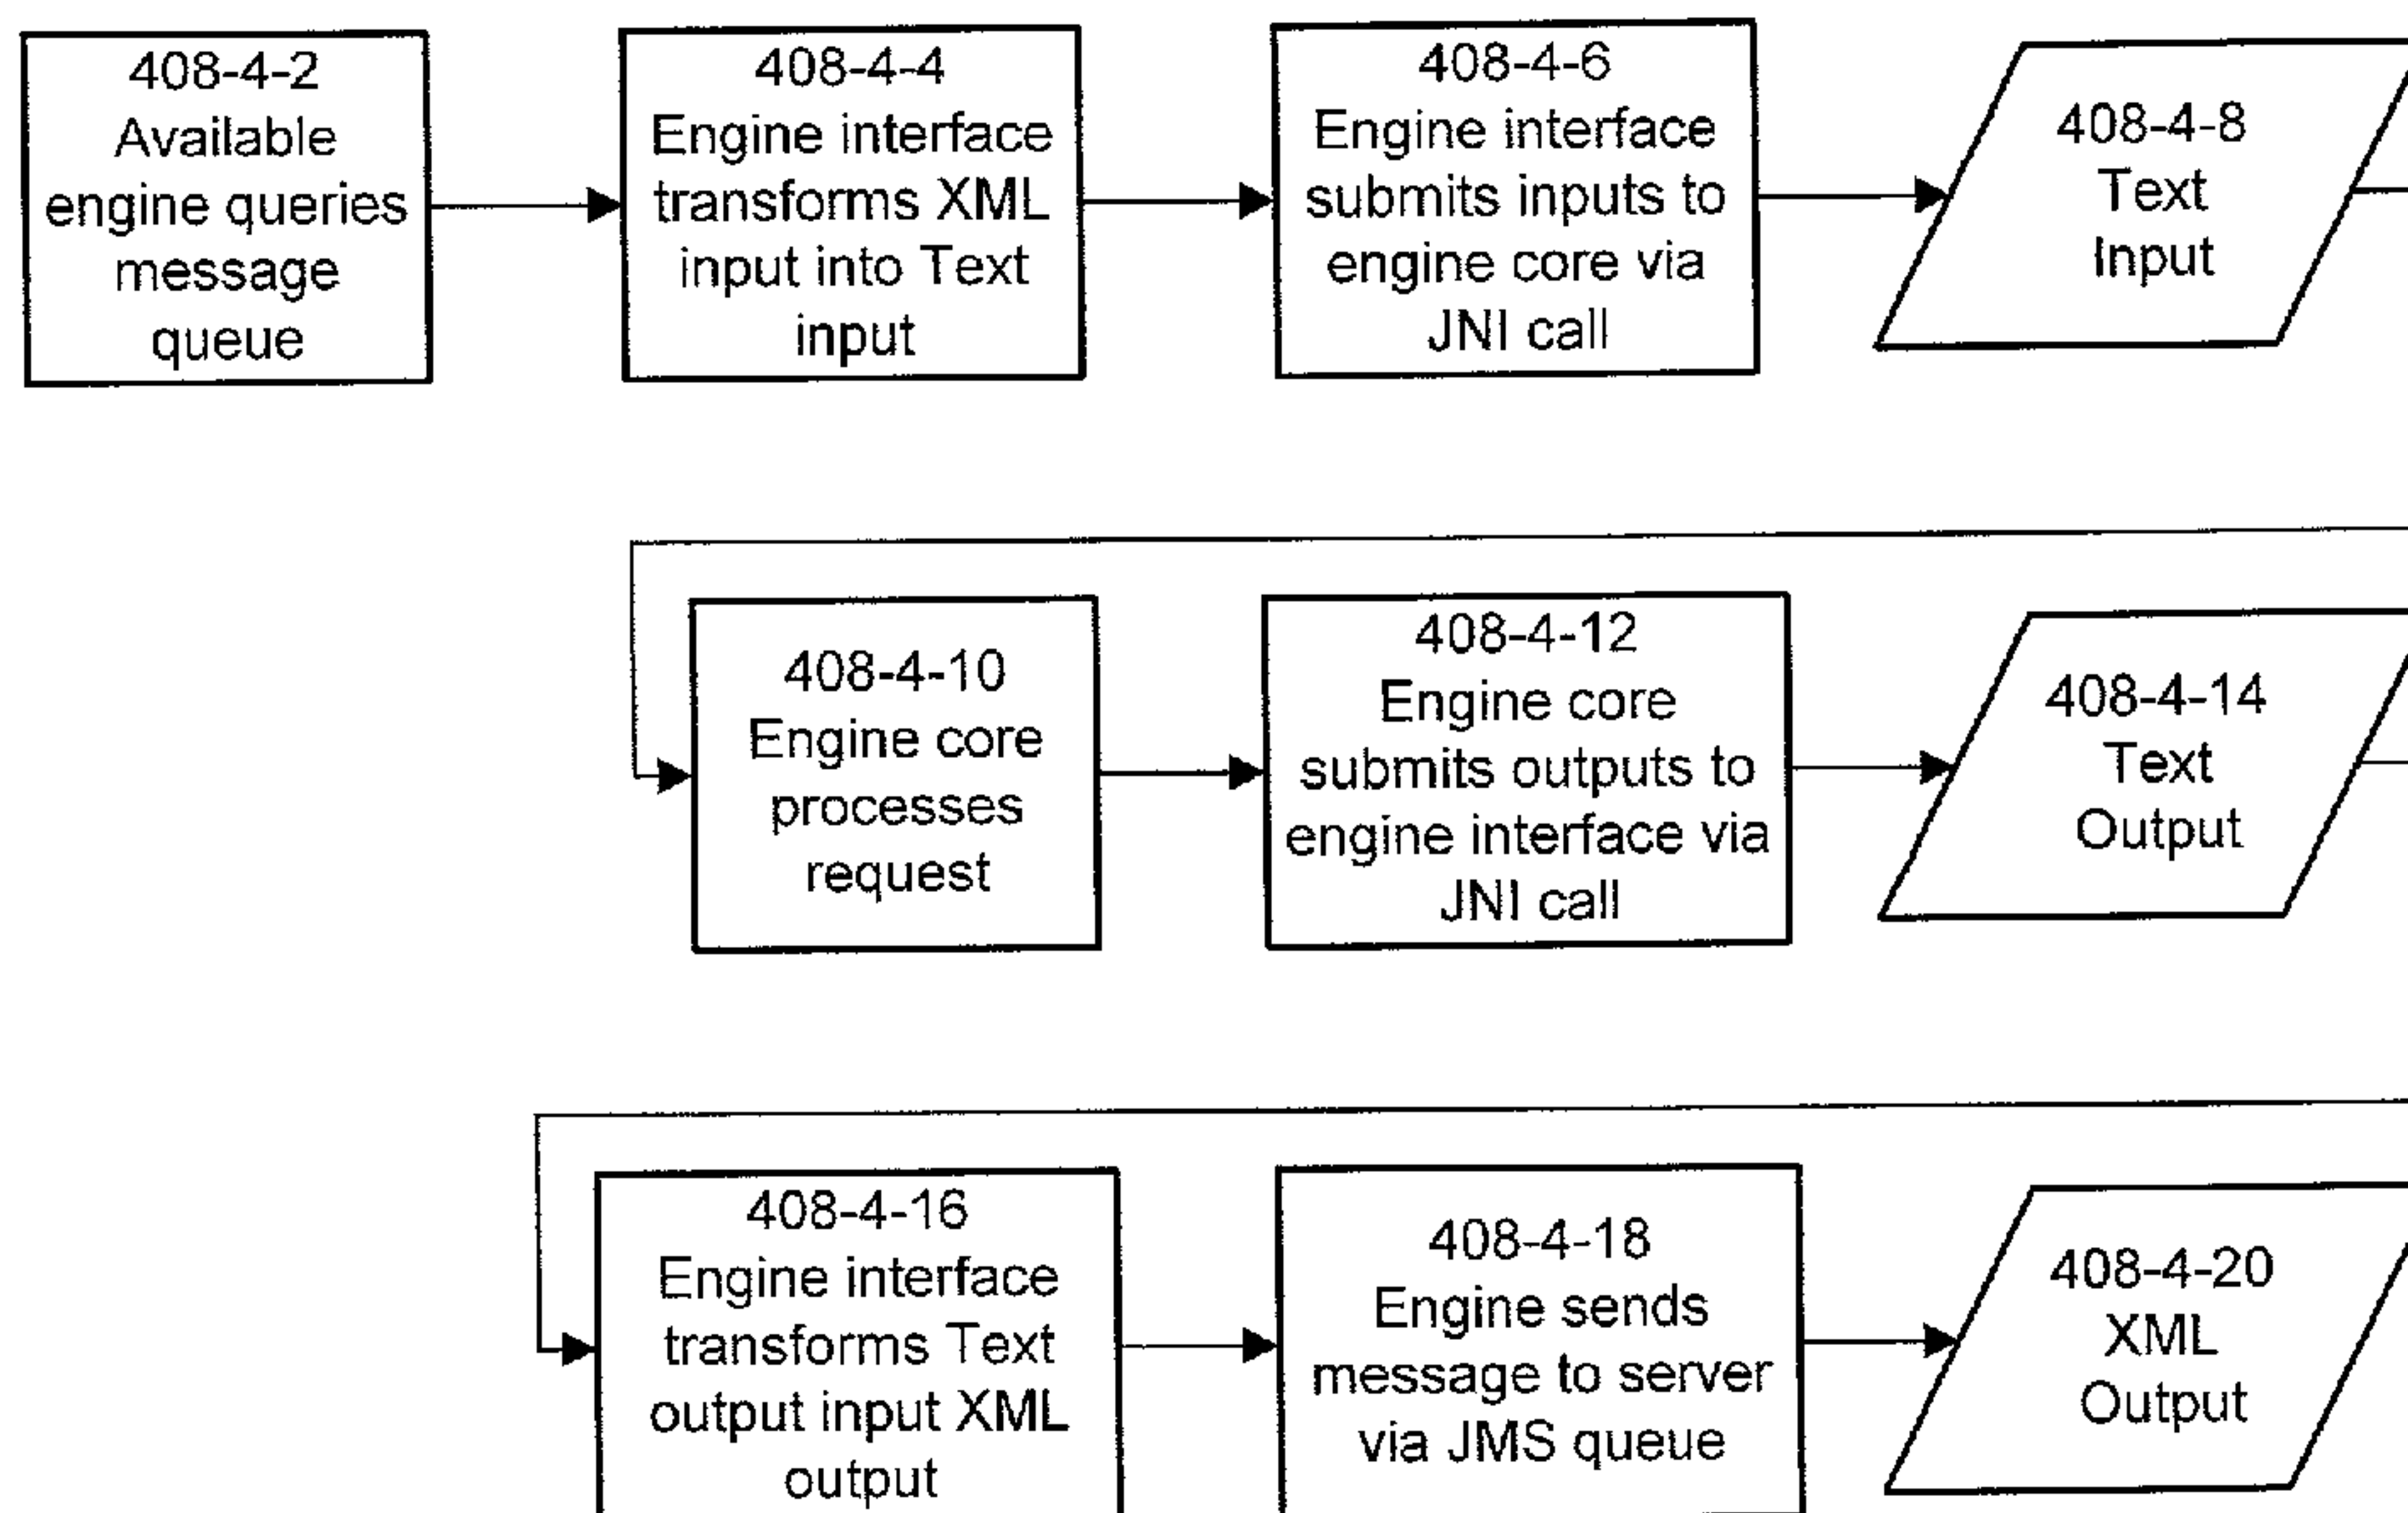 408-4-2
Available
engine queries
message
queue
408-4-4
Engine interface
transforms XML
input into Text
input
408-4-6
Engine interface
submits inputs to
engine core via
JNI call
408-4-8
Text
Input
408-4-10
Engine core
processes
request
408-4-12
Engine core
submits outputs to
engine interface via
JNI call
408-4-14
Text
Output
408-4-16
Engine interface
transforms Text
output input XML
output
408-4-18
Engine sends
message to server
via JMS queue
408-4-20
XML
Output